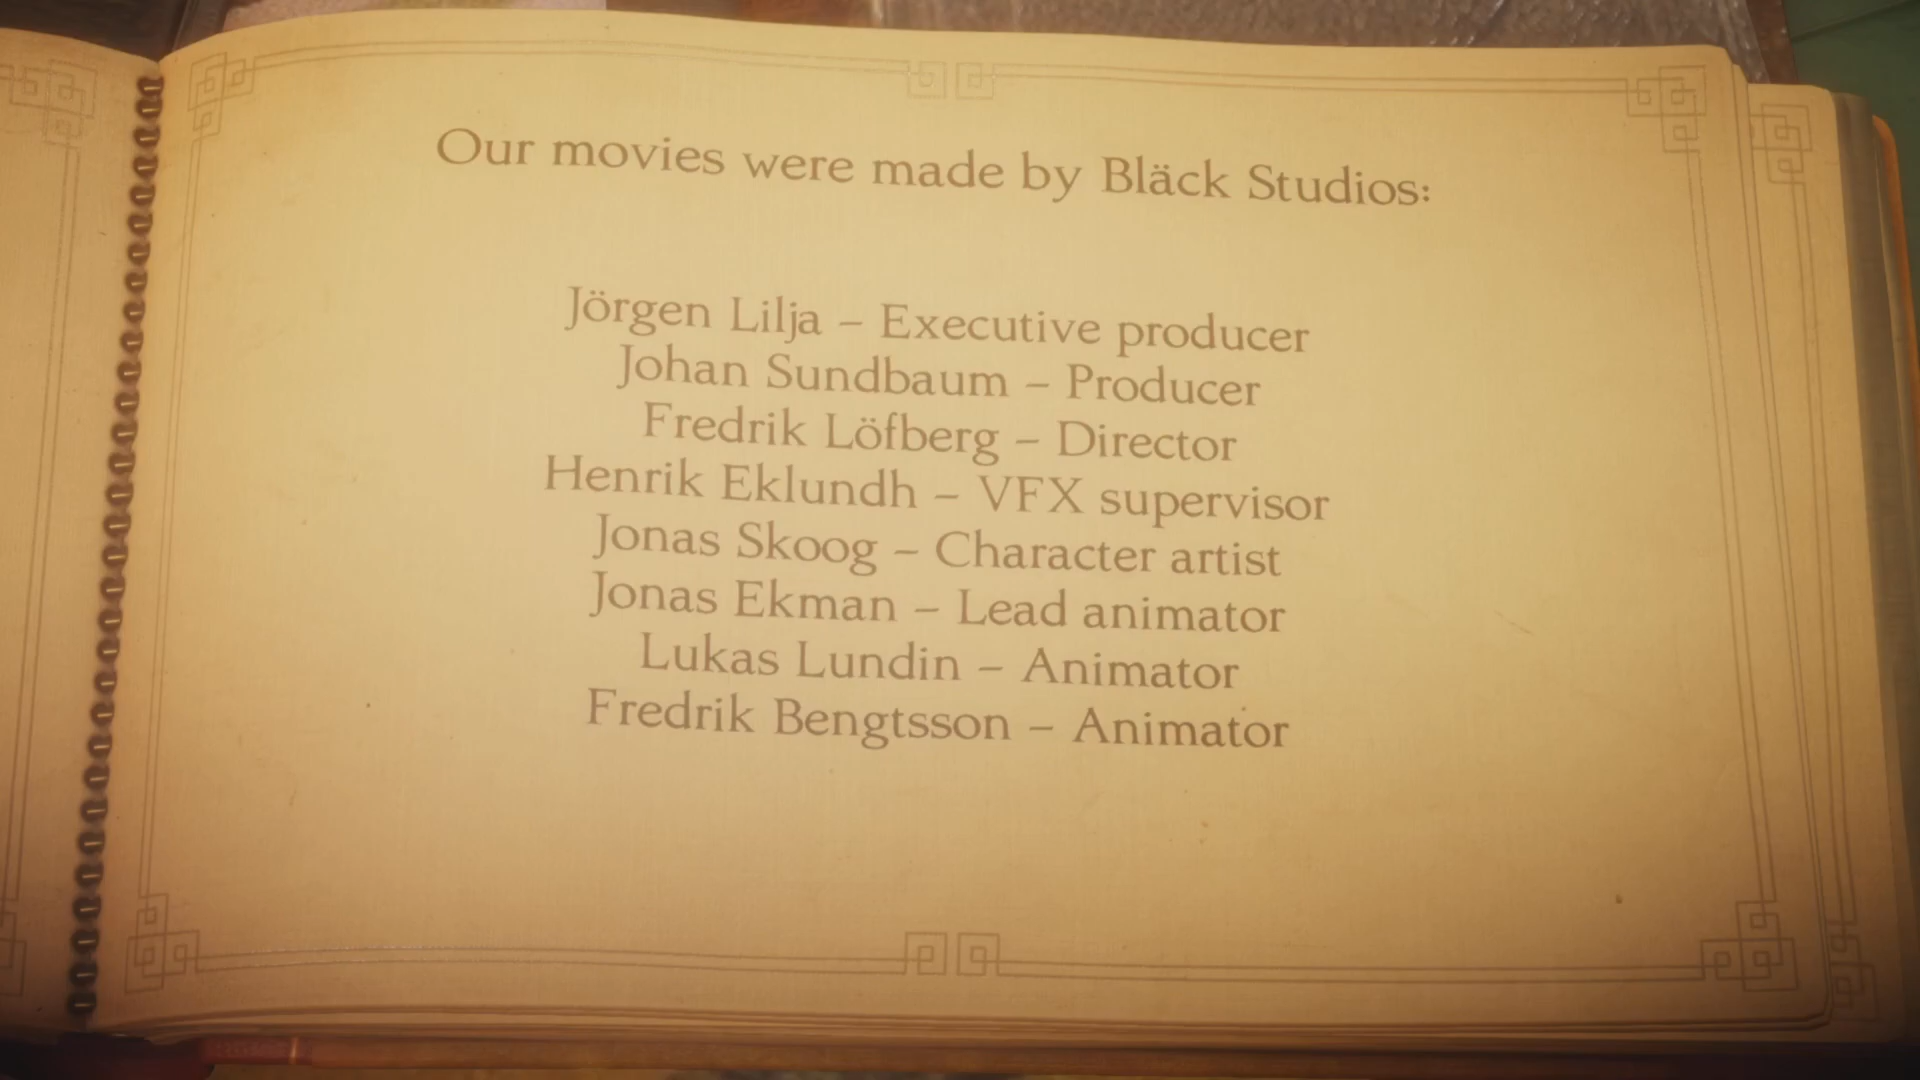 Our movies were made by Bläck Studios:
Jörgen Lilja – Executive producer
Johan Sundbaum – Producer
Fredrik Löfberg – Director
Henrik Eklundh – VFX supervisor
Jonas Skoog – Character artist
Jonas Ekman – Lead animator
Lukas Lundin – Animator
Fredrik Bengtsson – Animator